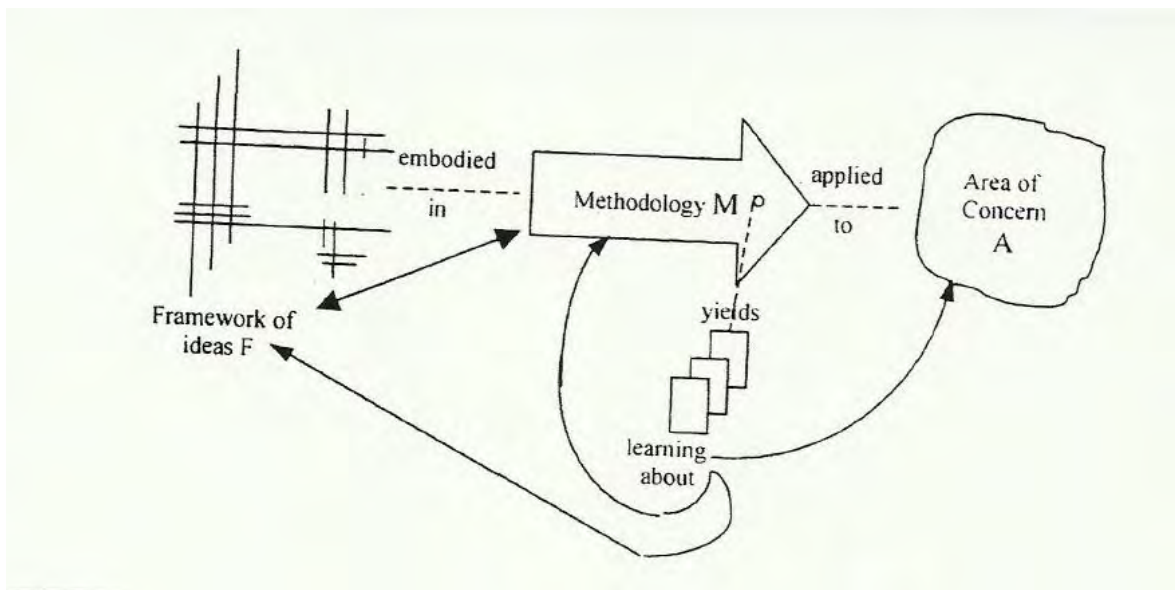 embodied
in
Methodology M
p
applied
to
Area of
Concern
A
Framework of
ideas F
yields
learning
about